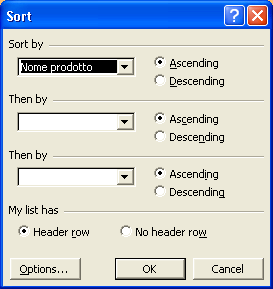 Sort
Sort by
Nome prodotto
Ascending
Descending
Then by
Ascending
Descending
Then by
Ascending
Descending
My list has
Header row
No header row
Options...
OK
Cancel